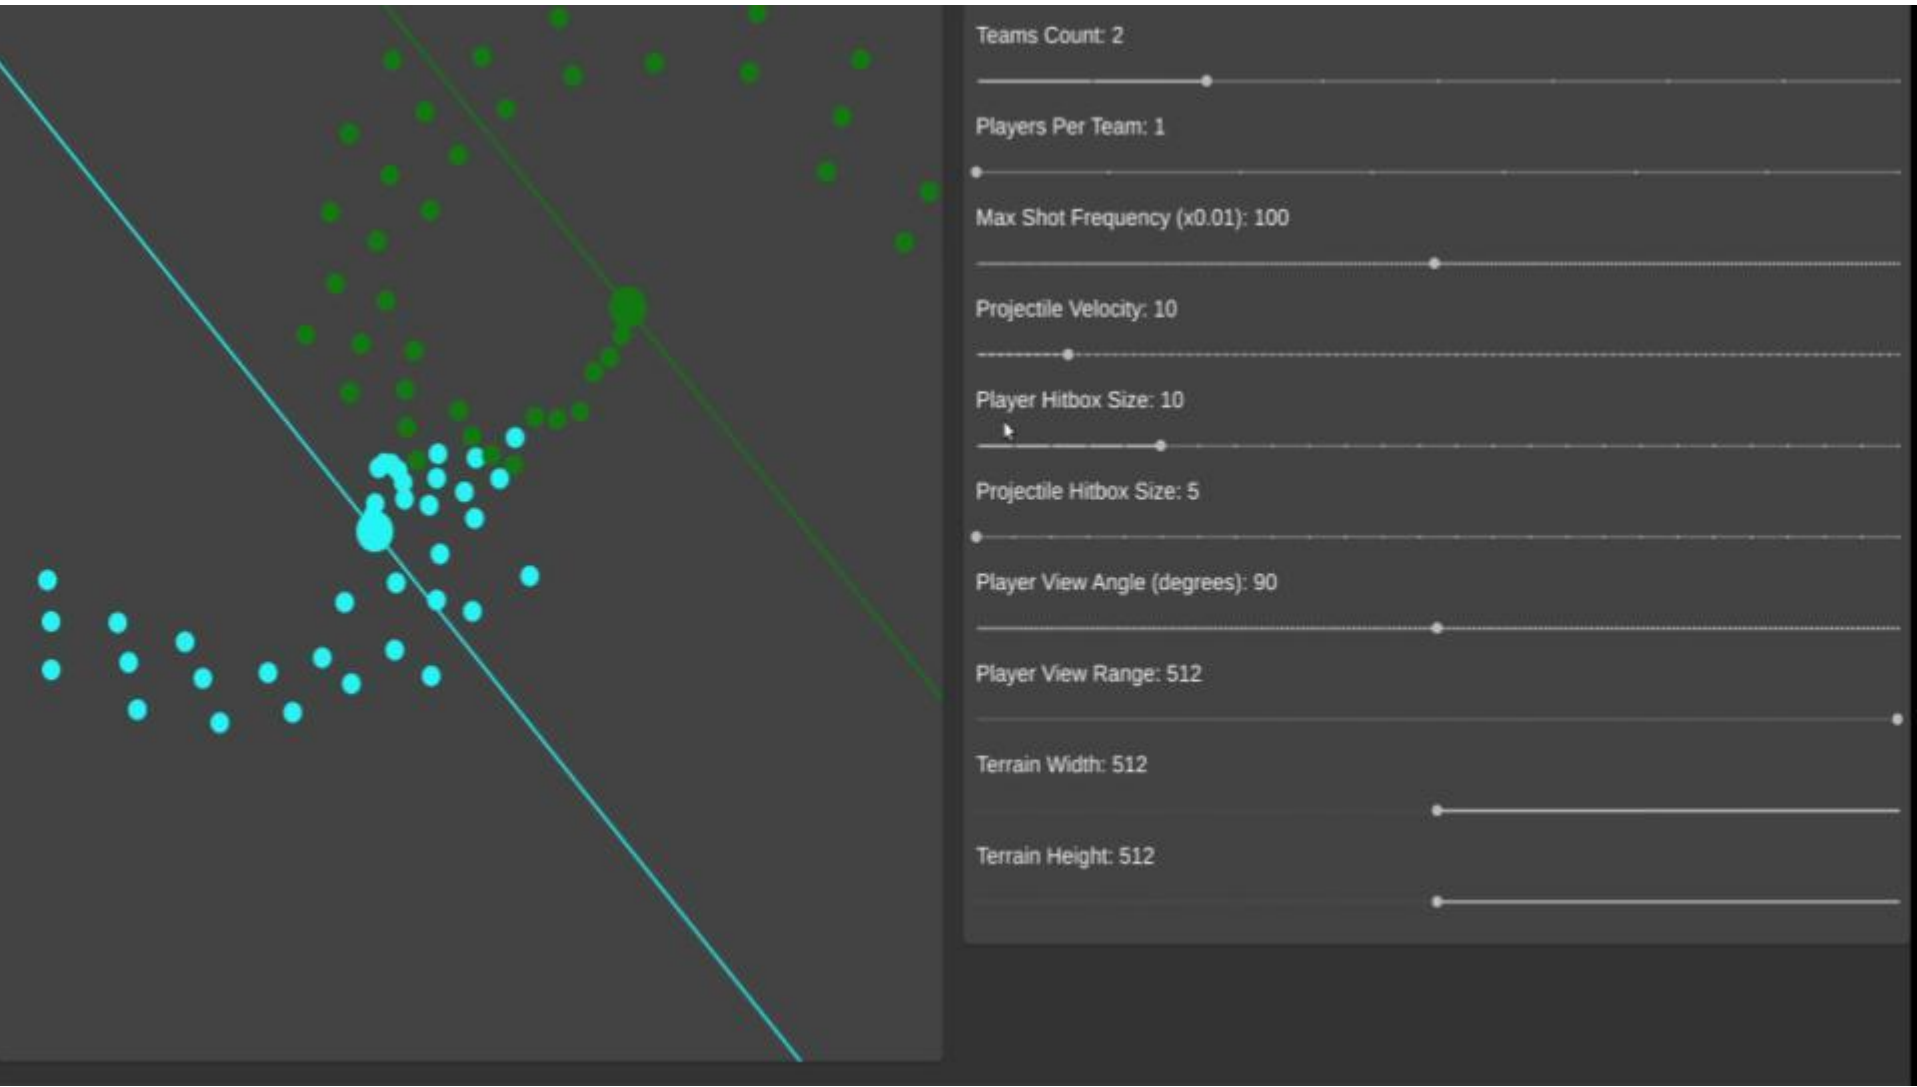 Teams Count: 2
Players Per Team: 1
Max Shot Frequency (x0.01): 100
Projectile Velocity: 10
Player Hitbox Size: 10
Projectile Hitbox Size: 5
Player View Angle (degrees): 90
Player View Range: 512
Terrain Width: 512
Terrain Height: 512